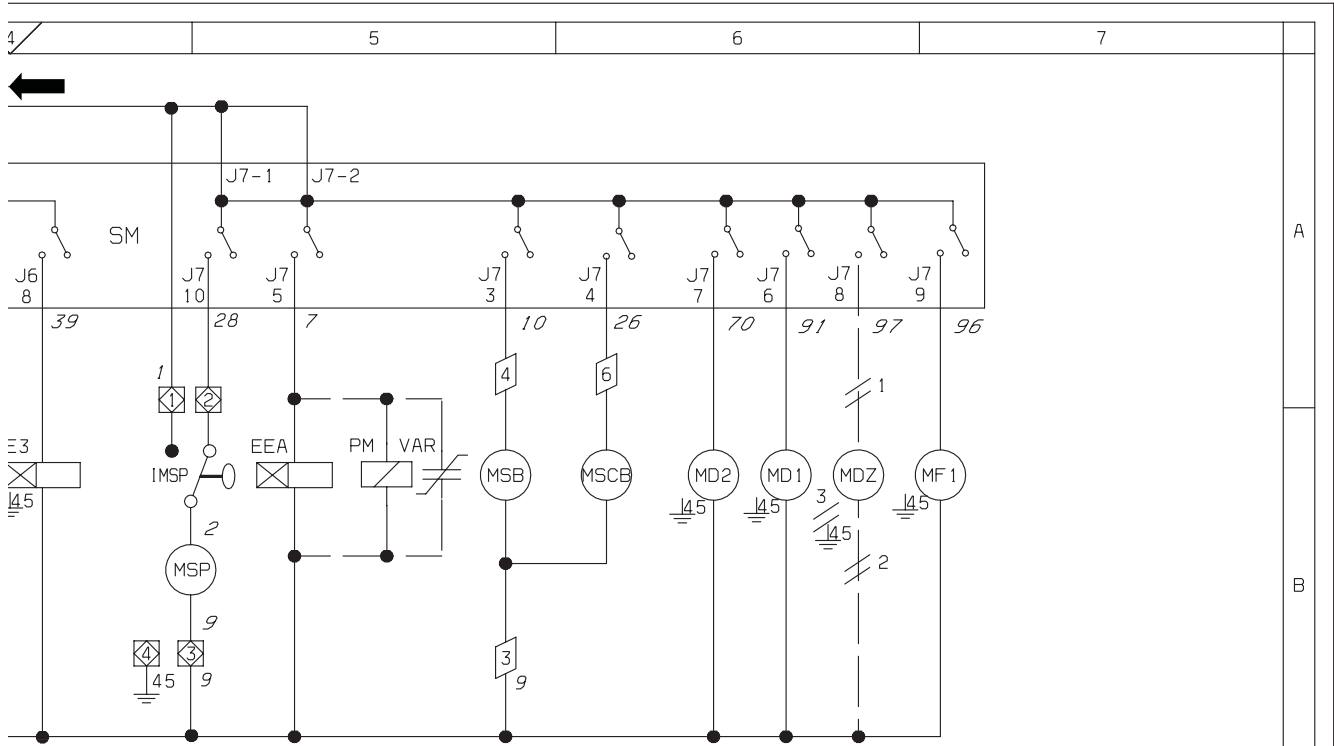 4 5 6 7
J7-1 J7-2
SM A
J6 J7 J7 J7 J7 J7 J7 J7 J7
8 10 5 3 4 7 6 8 9
39 28 7 10 26 70 91 97 96
1 4 6
1 2 1
E3 IMSP EEA PM VAR MSB MSCB MD2 MD1 MDZ MF1
45 45 45 3 45 45
2 2
MSP B
9
4 3 3
45 9 9